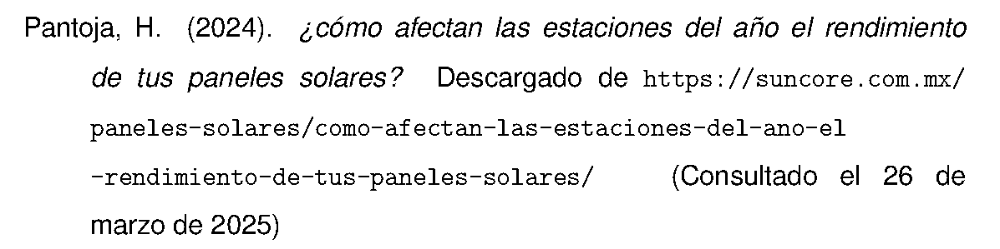 Pantoja, H. (2024). ¿cómo afectan las estaciones del año el rendimiento
de tus paneles solares? Descargado de https://suncore.com.mx/
paneles-solares/como-afectan-las-estaciones-del-ano-el
-rendimiento-de-tus-paneles-solares/ (Consultado el 26 de
marzo de 2025)